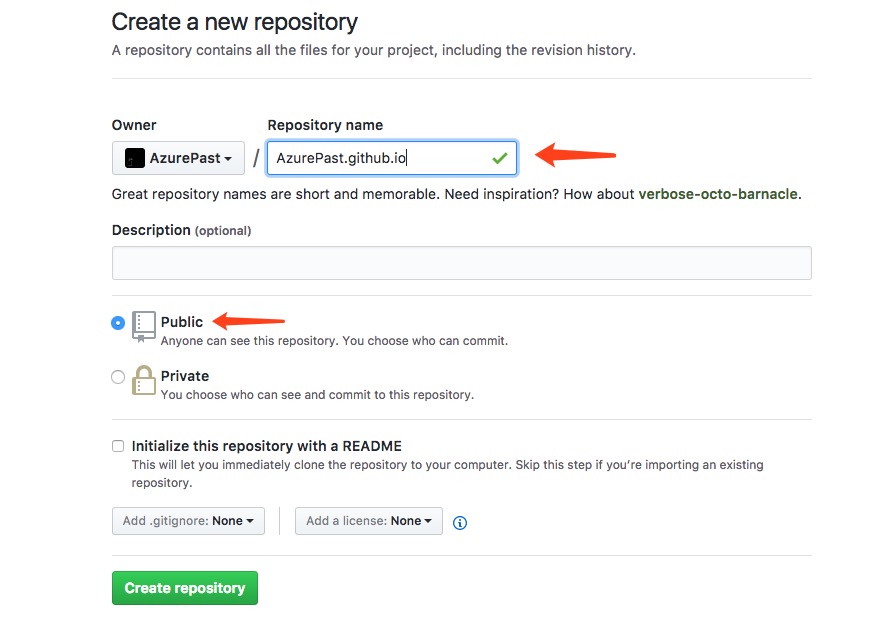 Create a new repository
A repository contains all the files for your project, including the revision history.
Owner
Repository name
AzurePast / AzurePast.github.io
Great repository names are short and memorable. Need inspiration? How about verbose-octo-barnacle.
Description (optional)
Public
Anyone can see this repository. You choose who can commit.
Private
You choose who can see and commit to this repository.
Initialize this repository with a README
This will let you immediately clone the repository to your computer. Skip this step if you’re importing an existing
repository.
Add .gitignore: None
Add a license: None
Create repository